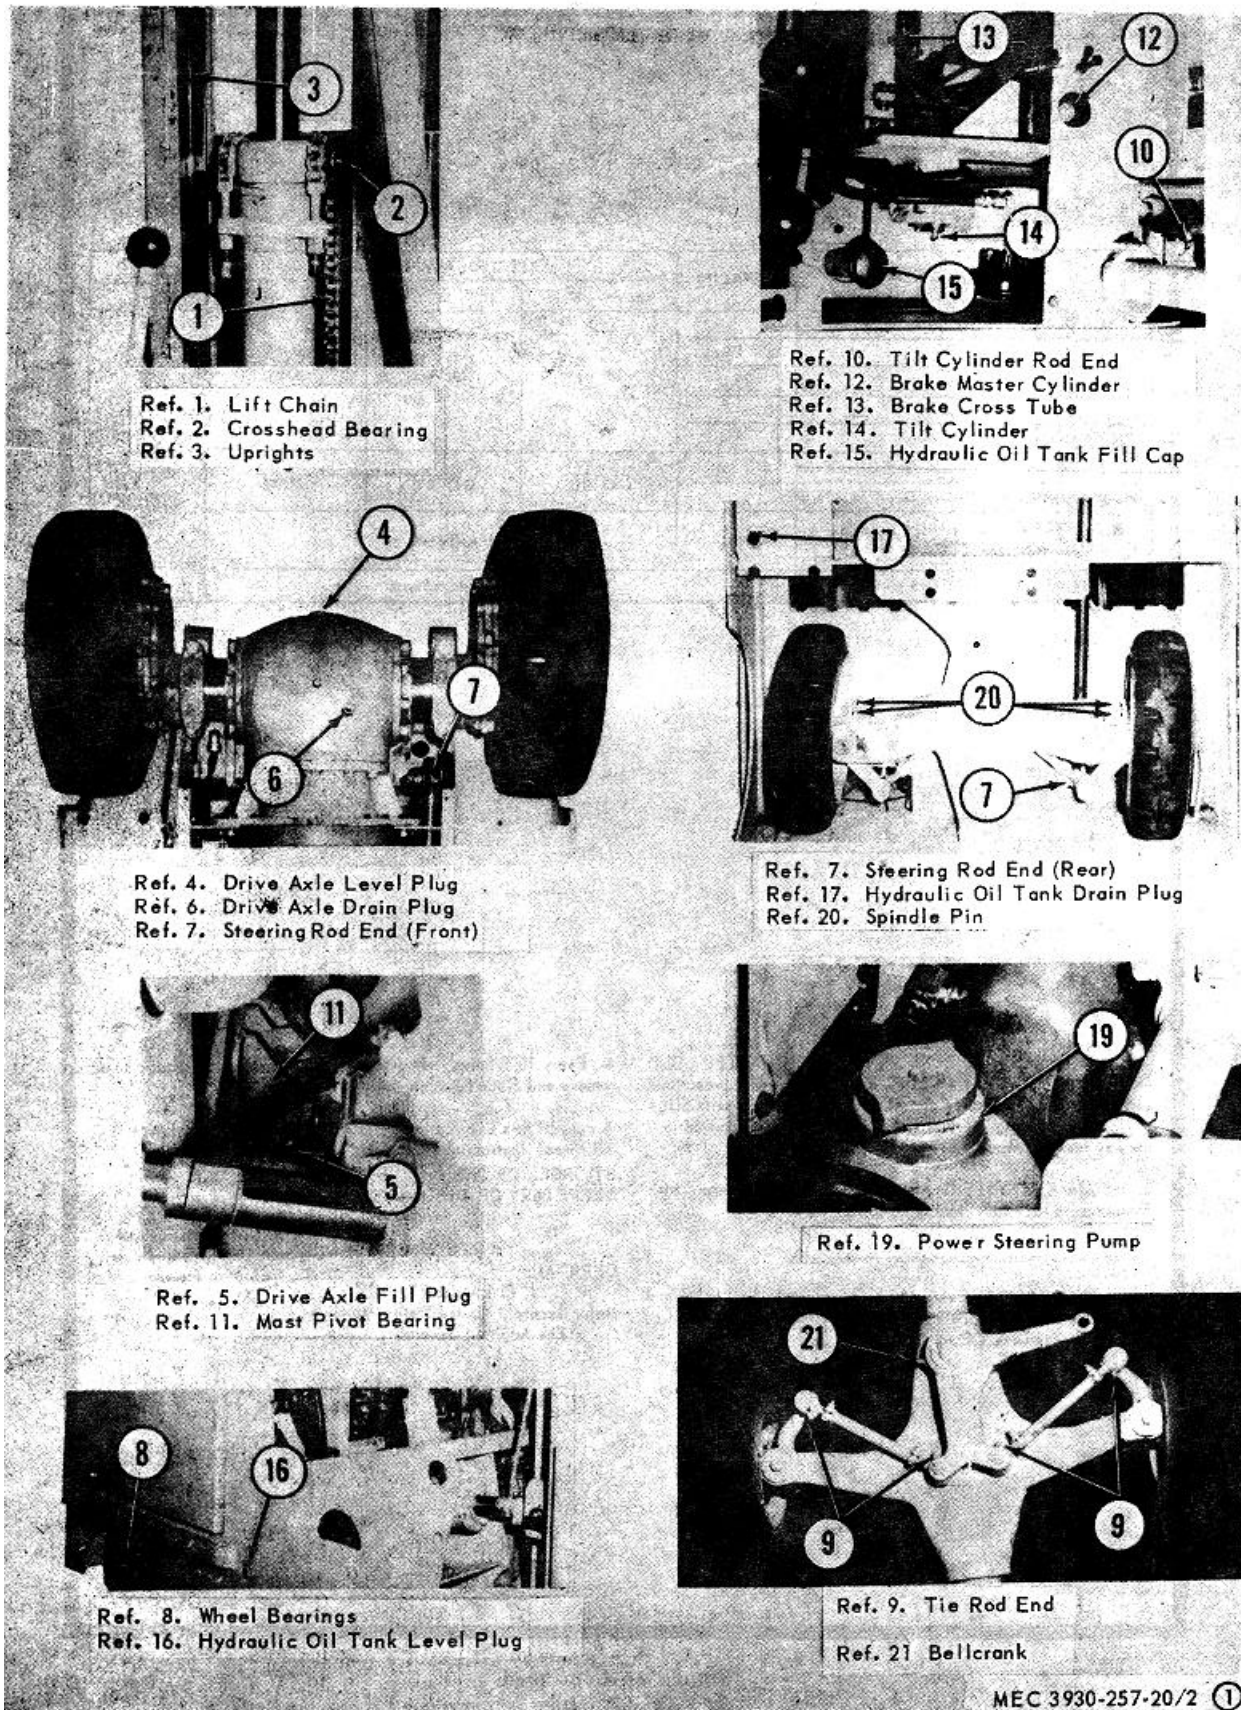 3
2
1
Ref. 1. Lift Chain
Ref. 2. Crosshead Bearing
Ref. 3. Uprights
13
12
10
14
15
Ref. 10. Tilt Cylinder Rod End
Ref. 12. Brake Master Cylinder
Ref. 13. Brake Cross Tube
Ref. 14. Tilt Cylinder
Ref. 15. Hydraulic Oil Tank Fill Cap
4
7
6
Ref. 4. Drive Axle Level Plug
Ref. 6. Drive Axle Drain Plug
Ref. 7. Steering Rod End (Front)
17
20
7
Ref. 7. Steering Rod End (Rear)
Ref. 17. Hydraulic Oil Tank Drain Plug
Ref. 20. Spindle Pin
11
5
Ref. 5. Drive Axle Fill Plug
Ref. 11. Mast Pivot Bearing
19
Ref. 19. Power Steering Pump
8
16
Ref. 8. Wheel Bearings
Ref. 16. Hydraulic Oil Tank Level Plug
21
9
9
Ref. 9. Tie Rod End
Ref. 21 Bellcrank
MEC 3930-257-20/2 1